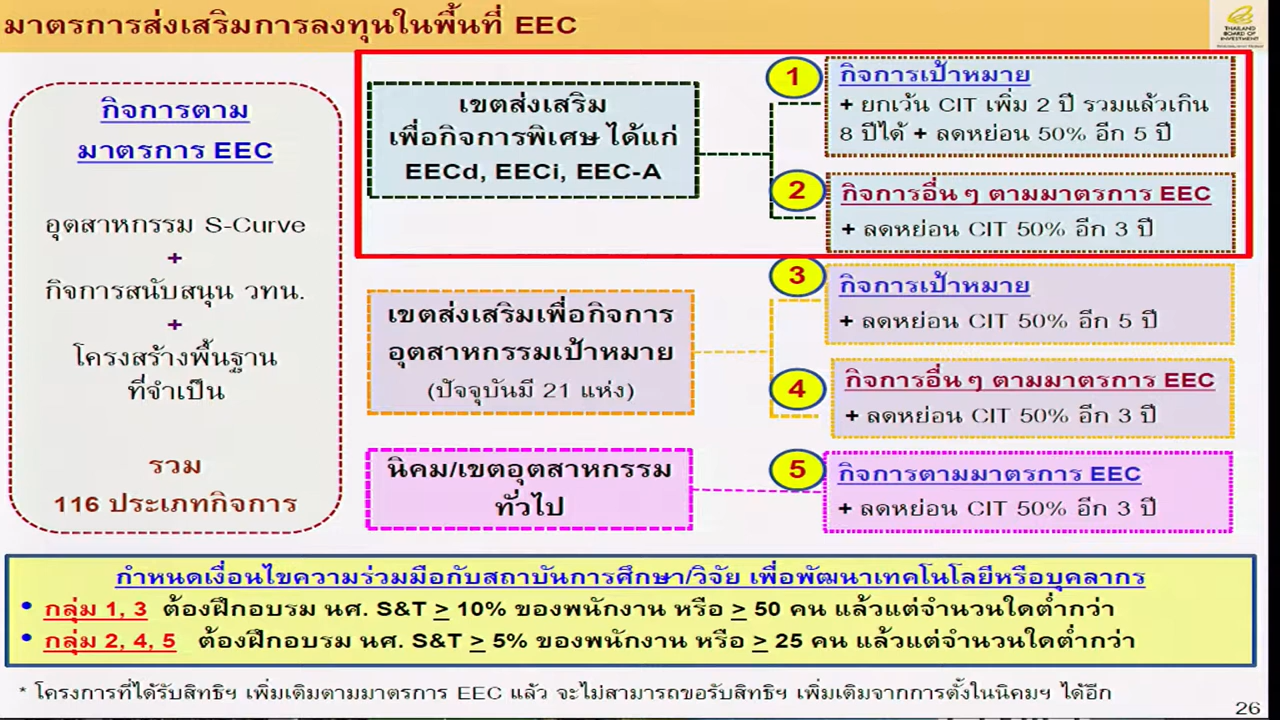 มาตรการส่งเสริมการลงทุนในพื้นที่ EEC
THAILAND
BOARD OF
INVESTMENT
กิจการตาม
มาตรการ EEC
อุตสาหกรรม S-Curve
+
กิจการสนับสนุน วทน.
+
โครงสร้างพื้นฐาน
ที่จำเป็น
รวม
116 ประเภทกิจการ
เขตส่งเสริม
เพื่อกิจการพิเศษ ได้แก่
EECd, EECi, EEC-A
1
กิจการเป้าหมาย
+ ยกเว้น CIT เพิ่ม 2 ปี รวมแล้วเกิน
8 ปีได้ + ลดหย่อน 50% อีก 5 ปี
2
กิจการอื่น ๆ ตามมาตรการ EEC
+ ลดหย่อน CIT 50% อีก 3 ปี
เขตส่งเสริมเพื่อกิจการ
อุตสาหกรรมเป้าหมาย
(ปัจจุบันมี 21 แห่ง)
3
กิจการเป้าหมาย
+ ลดหย่อน CIT 50% อีก 5 ปี
4
กิจการอื่น ๆ ตามมาตรการ EEC
+ ลดหย่อน CIT 50% อีก 3 ปี
นิคม/เขตอุตสาหกรรม
ทั่วไป
5
กิจการตามมาตรการ EEC
+ ลดหย่อน CIT 50% อีก 3 ปี
กำหนดเงื่อนไขความร่วมมือกับสถาบันการศึกษา/วิจัย เพื่อพัฒนาเทคโนโลยีหรือบุคลากร
• กลุ่ม 1, 3 ต้องฝึกอบรม นศ. S&T ≥ 10% ของพนักงาน หรือ ≥ 50 คน แล้วแต่จำนวนใดต่ำกว่า
• กลุ่ม 2, 4, 5 ต้องฝึกอบรม นศ. S&T ≥ 5% ของพนักงาน หรือ ≥ 25 คน แล้วแต่จำนวนใดต่ำกว่า
* โครงการที่ได้รับสิทธิฯ เพิ่มเติมตามมาตรการ EEC แล้ว จะไม่สามารถขอรับสิทธิฯ เพิ่มเติมจากการตั้งในนิคมฯ ได้อีก
26